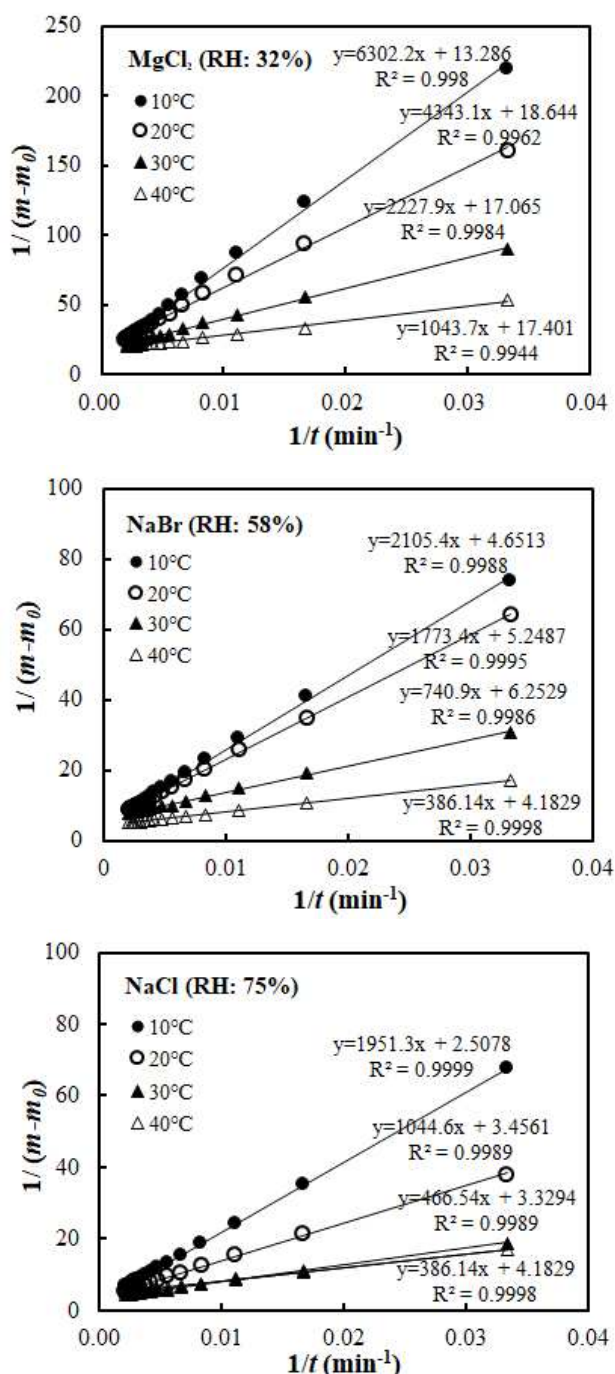 MgCl₂ (RH: 32%)
10°C
20°C
30°C
40°C
y=6302.2x + 13.286
R² = 0.998
y=4343.1x + 18.644
R² = 0.9962
y=2227.9x + 17.065
R² = 0.9984
y=1043.7x + 17.401
R² = 0.9944
1/ (m-m₀)
250
200
150
100
50
0
0.00
0.01
0.02
0.03
0.04
1/t (min⁻¹)
NaBr (RH: 58%)
10°C
20°C
30°C
40°C
y=2105.4x + 4.6513
R² = 0.9988
y=1773.4x + 5.2487
R² = 0.9995
y=740.9x + 6.2529
R² = 0.9986
y=386.14x + 4.1829
R² = 0.9998
1/ (m-m₀)
100
80
60
40
20
0
0
0.01
0.02
0.03
0.04
1/t (min⁻¹)
NaCl (RH: 75%)
10°C
20°C
30°C
40°C
y=1951.3x + 2.5078
R² = 0.9999
y=1044.6x + 3.4561
R² = 0.9989
y=466.54x + 3.3294
R² = 0.9989
y=386.14x + 4.1829
R² = 0.9998
1/ (m-m₀)
100
80
60
40
20
0
0.00
0.01
0.02
0.03
0.04
1/t (min⁻¹)